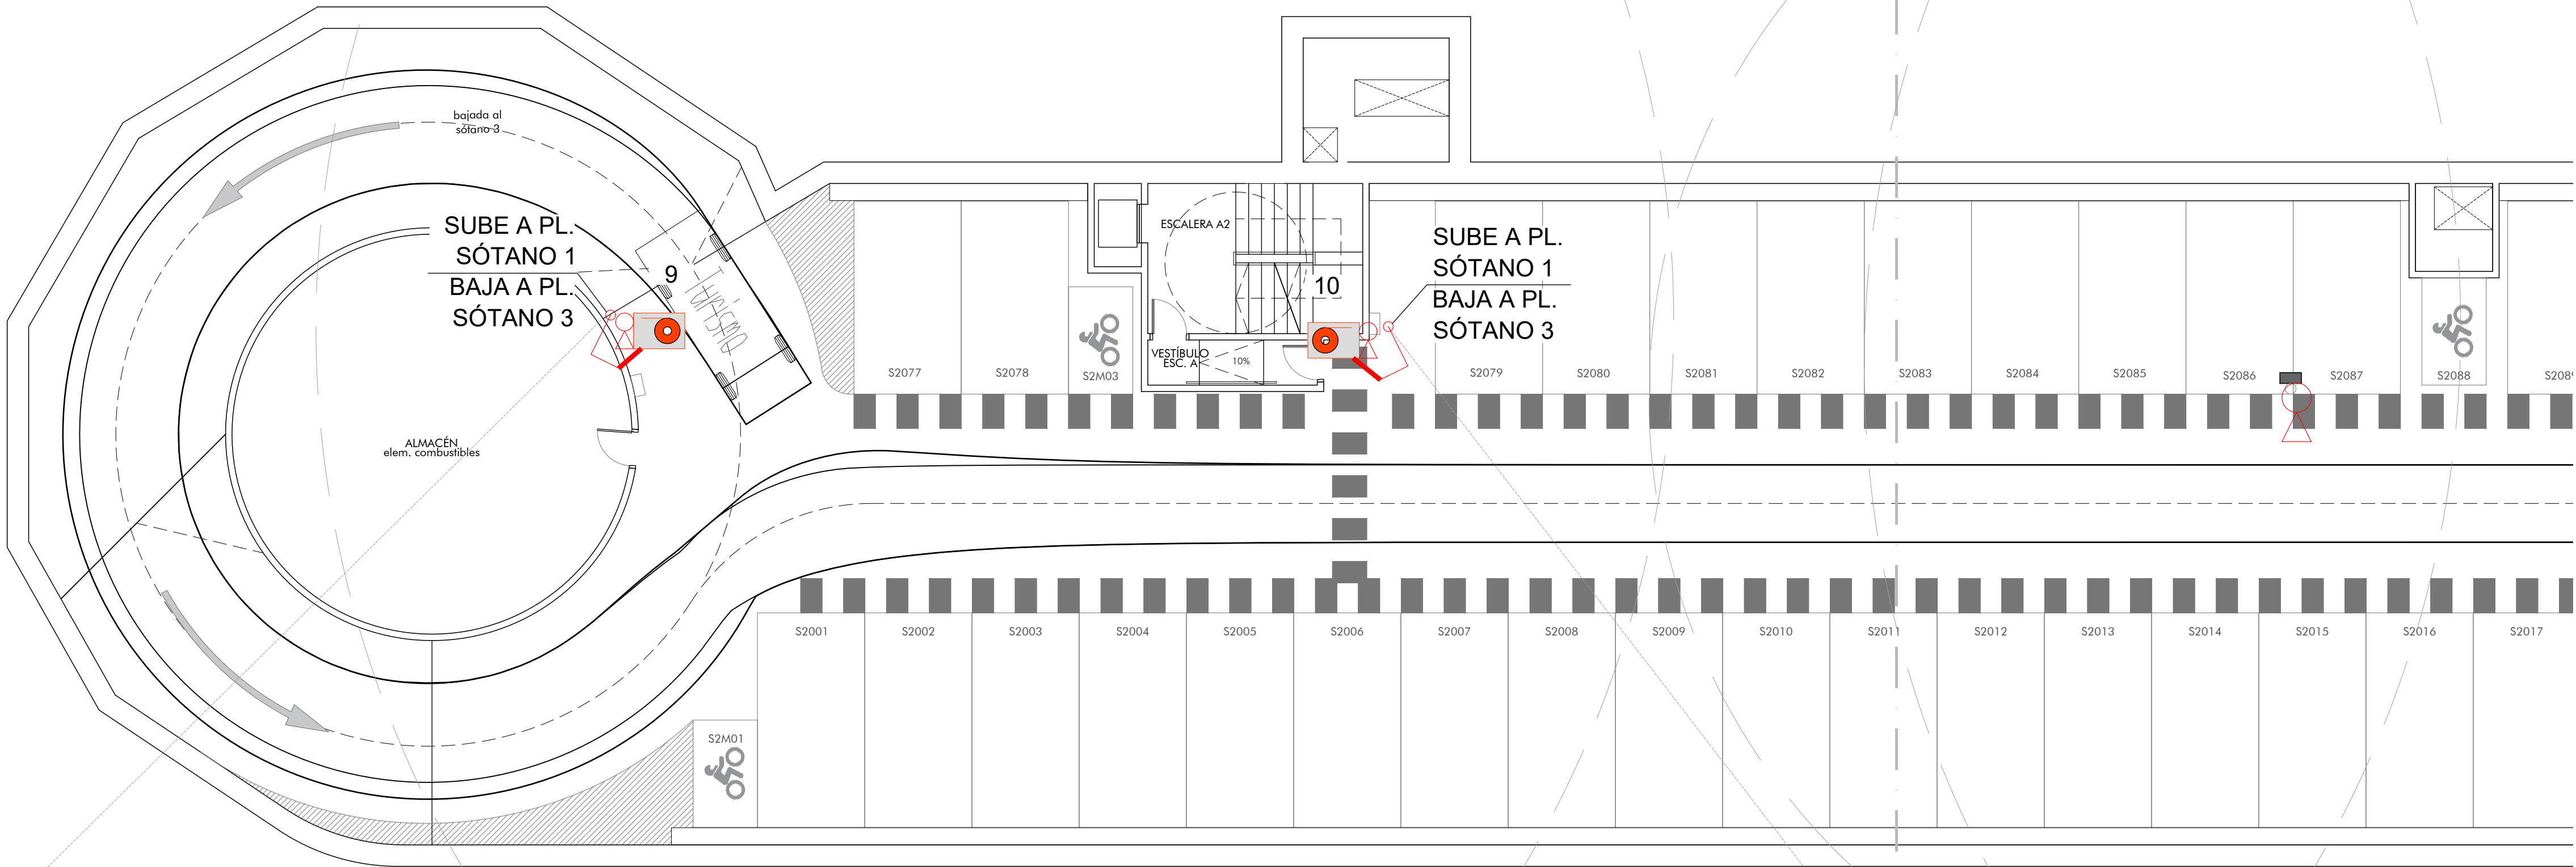 bajada al
sótano 3
SUBE A PL.
SÓTANO 1
BAJA A PL.
SÓTANO 3
9
TURISMO
ALMACÉN
elem. combustibles
S2077
S2078
S2M03
ESCALERA A2
VESTÍBULO
ESC. A
10%
10
SUBE A PL.
SÓTANO 1
BAJA A PL.
SÓTANO 3
S2079
S2080
S2081
S2082
S2083
S2084
S2085
S2086
S2087
S2088
S2089
S2001
S2002
S2003
S2004
S2005
S2006
S2007
S2008
S2009
S2010
S2011
S2012
S2013
S2014
S2015
S2016
S2017
S2M01